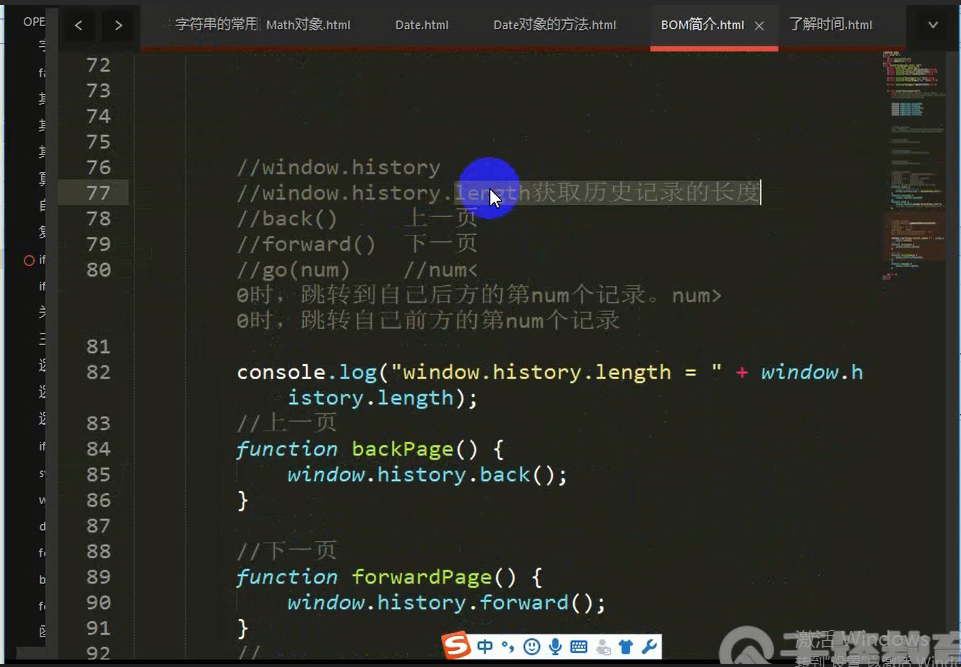 OPE
字符串的常用 Math对象.html Date.html Date对象的方法.html BOM简介.html 了解时间.html
72
73
74
75
76 //window.history
77 //window.history.length获取历史记录的长度
78 //back() 上一页
79 //forward() 下一页
80 //go(num) //num<
0时，跳转到自己后方的第num个记录。num>
0时，跳转自己前方的第num个记录
81
82 console.log("window.history.length = " + window.h
istory.length);
83 //上一页
84 function backPage() {
85 window.history.back();
86 }
87
88 //下一页
89 function forwardPage() {
90 window.history.forward();
91 }
92 //
中
激活 Windows